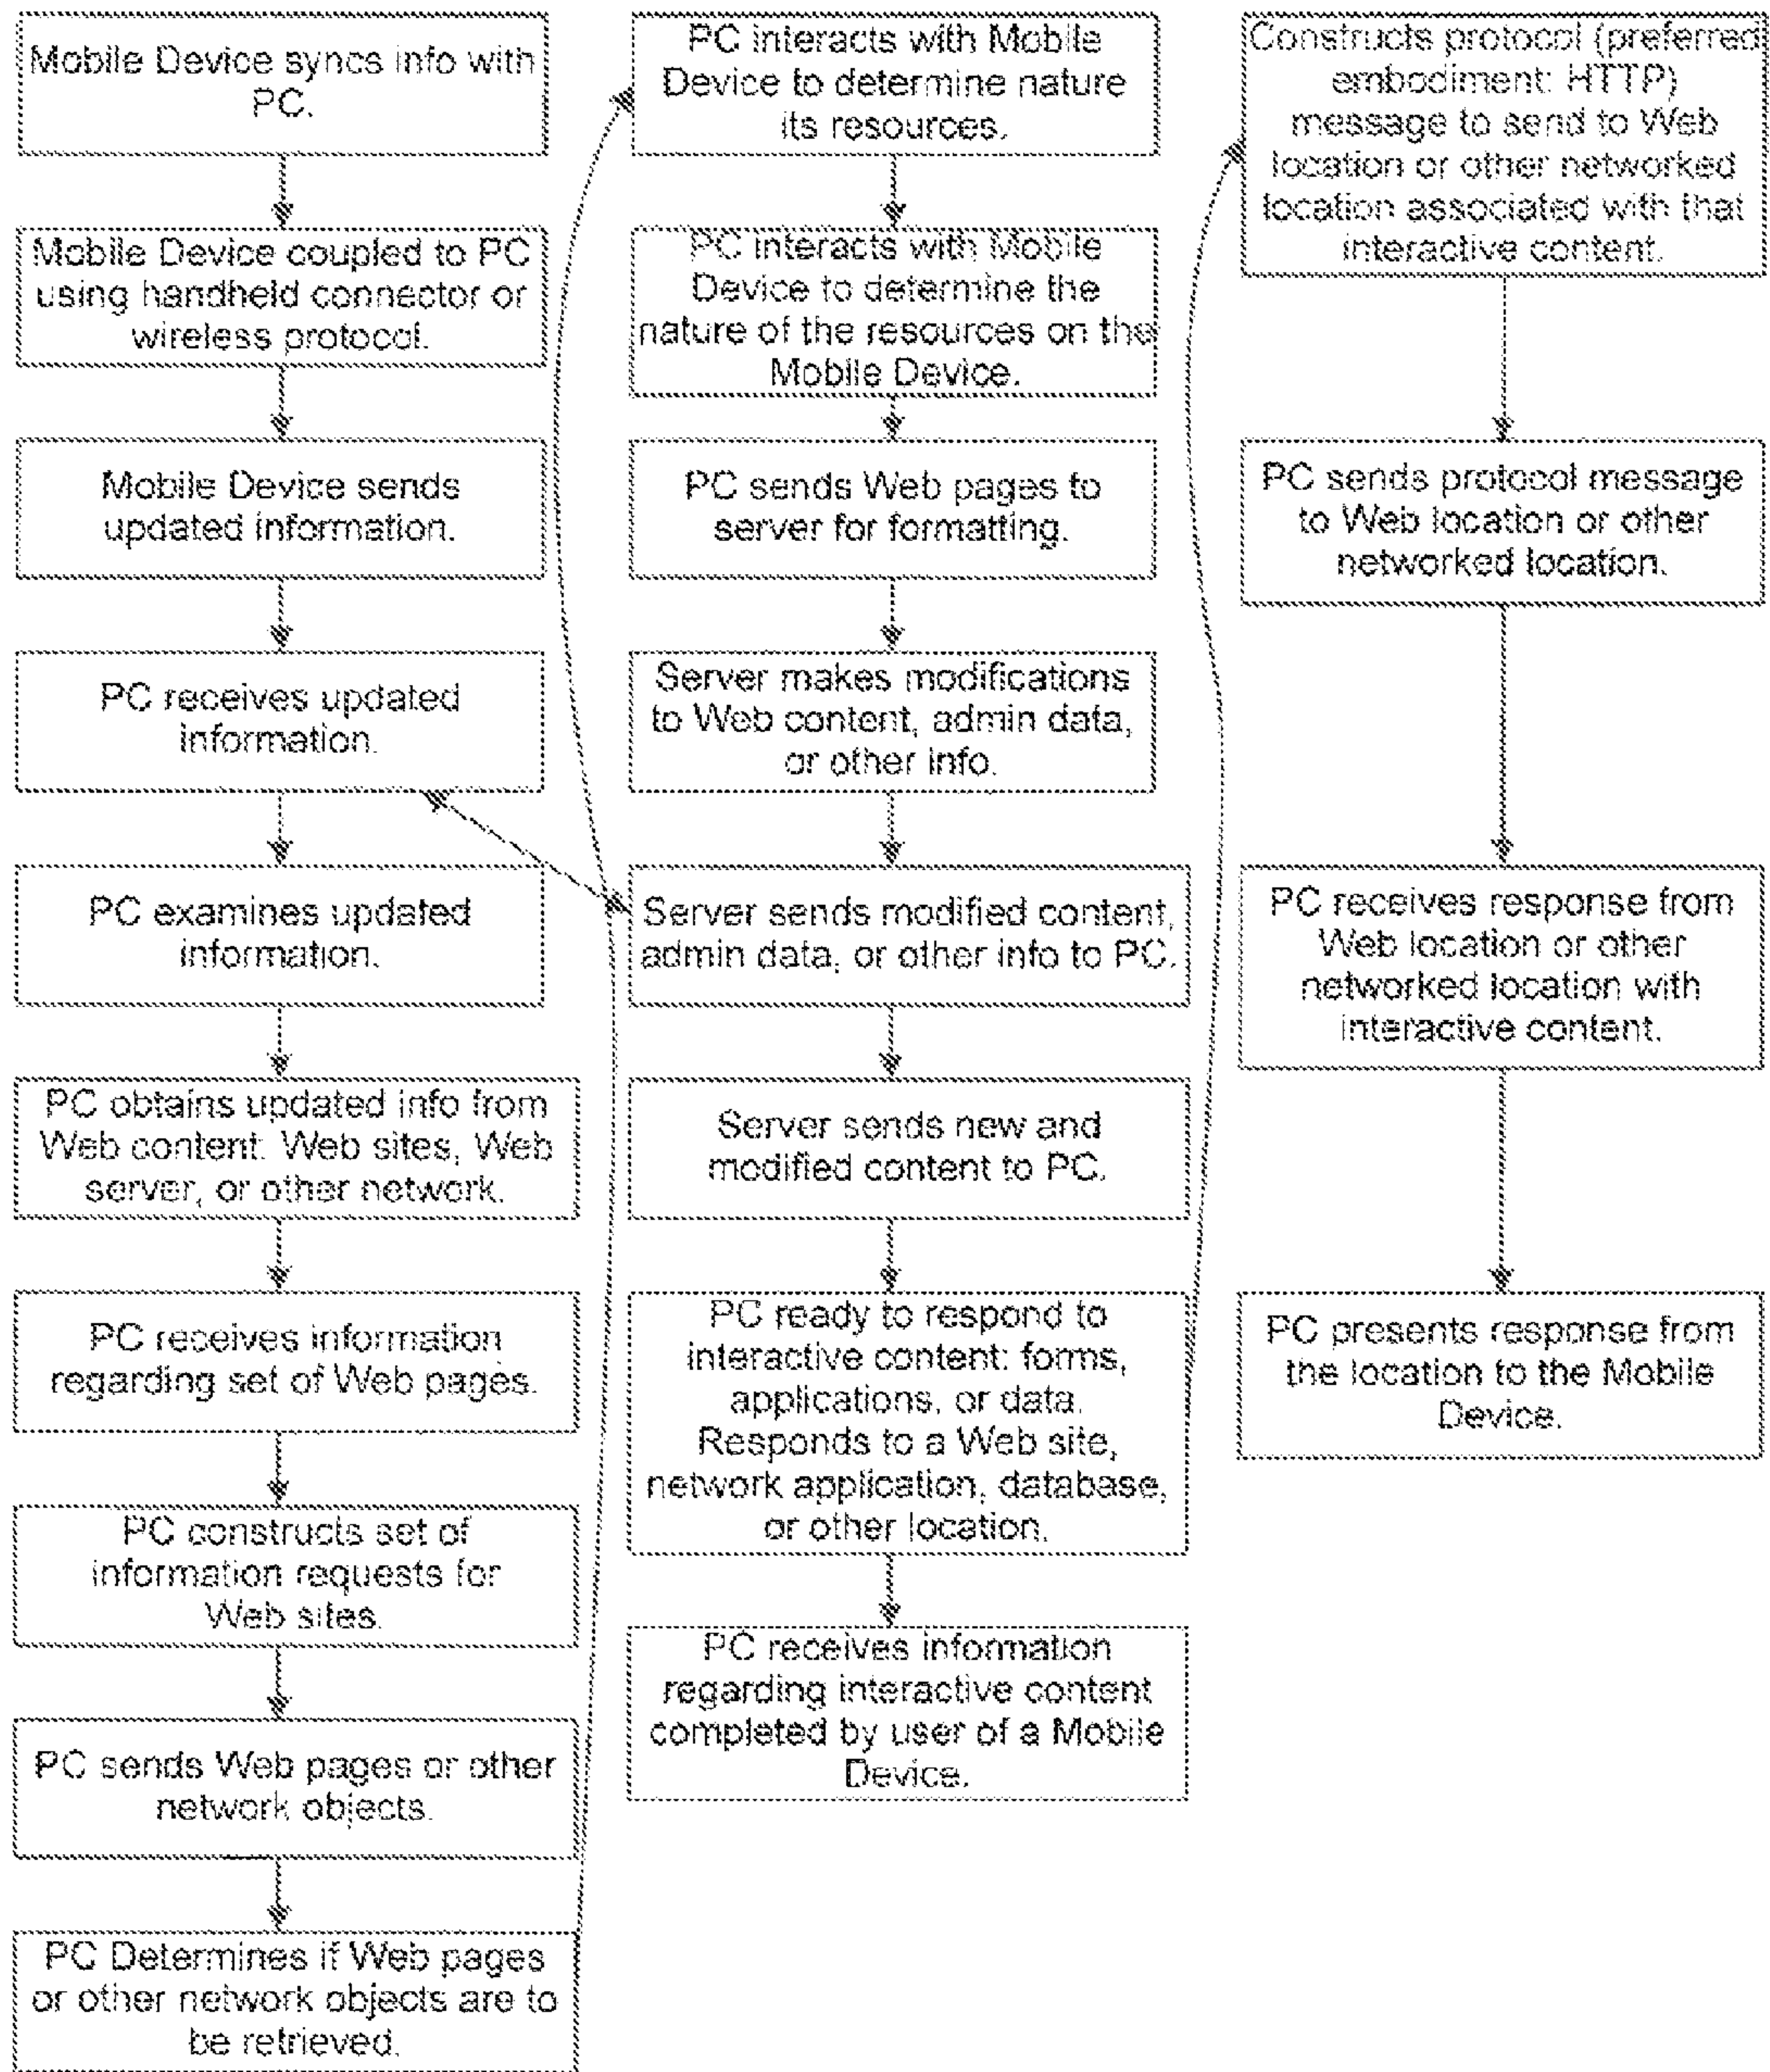 Mobile Device syncs info with
PC.
Mobile Device coupled to PC
using handheld connector or
wireless protocol.
Mobile Device sends
updated information.
PC receives updated
information.
PC examines updated
information.
PC obtains updated info from
Web content: Web sites, Web
server, or other network.
PC receives information
regarding set of Web pages.
PC constructs set of
information requests for
Web sites.
PC sends Web pages or other
network objects.
PC Determines if Web pages
or other network objects are to
be retrieved.
PC interacts with Mobile
Device to determine nature
its resources.
PC interacts with Mobile
Device to determine the
nature of the resources on the
Mobile Device.
PC sends Web pages to
server for formatting.
Server makes modifications
to Web content, admin data,
or other info.
Server sends modified content,
admin data, or other info to PC.
Server sends new and
modified content to PC.
PC ready to respond to
interactive content: forms,
applications, or data.
Responds to a Web site,
network application, database,
or other location.
PC receives information
regarding interactive content
completed by user of a Mobile
Device.
Constructs protocol (preferred
embodiment: HTTP)
message to send to Web
location or other networked
location associated with that
interactive content.
PC sends protocol message
to Web location or other
networked location.
PC receives response from
Web location or other
networked location with
interactive content.
PC presents response from
the location to the Mobile
Device.